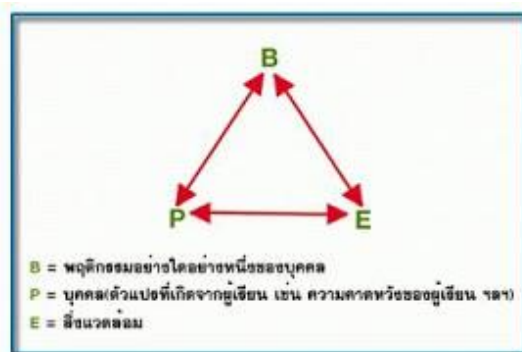 B
P E
B = พฤติกรรมอย่างใดอย่างหนึ่งของบุคคล
P = บุคคล(ตัวแปรที่เกิดจากผู้เรียน เช่น ความคาดหวังของผู้เรียน ฯลฯ)
E = สิ่งแวดล้อม